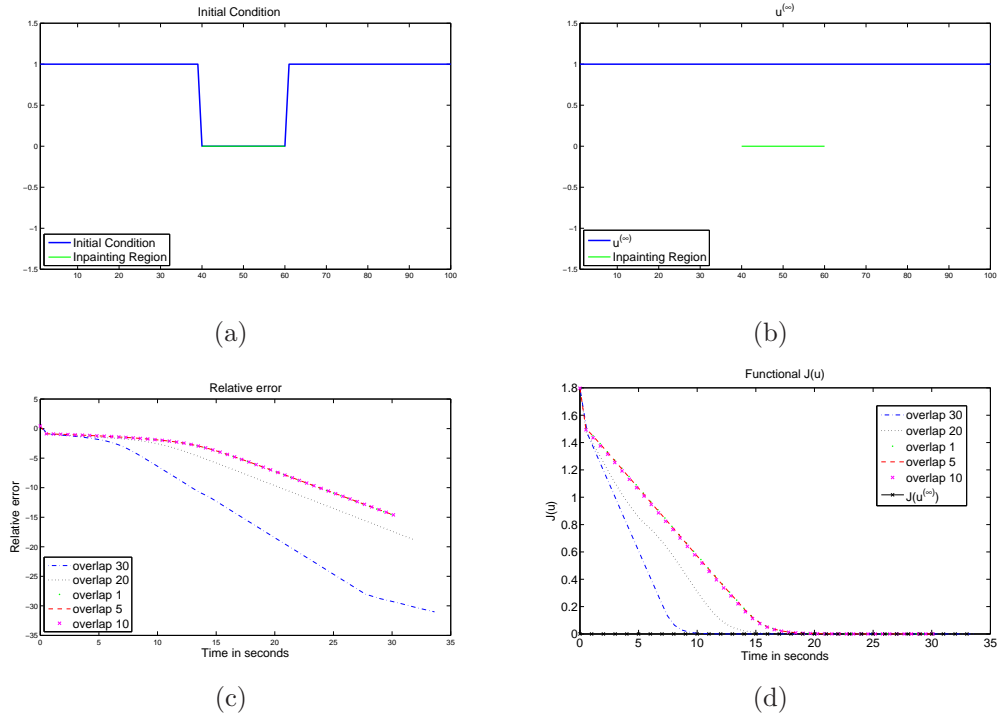 Initial Condition
1.5
1
0.5
0
−0.5
−1
−1.5
10 20 30 40 50 60 70 80 90 100
Initial Condition
Inpainting Region
(a)
u(∞)
1.5
1
0.5
0
−0.5
−1
−1.5
10 20 30 40 50 60 70 80 90 100
u(∞)
Inpainting Region
(b)
Relative error
5
0
−5
−10
−15
−20
−25
−30
−35
0 5 10 15 20 25 30 35
Relative error
Time in seconds
overlap 30
overlap 20
overlap 1
overlap 5
overlap 10
(c)
Functional J(u)
1.8
1.6
1.4
1.2
1
0.8
0.6
0.4
0.2
0
0 5 10 15 20 25 30 35
J(u)
Time in seconds
overlap 30
overlap 20
overlap 1
overlap 5
overlap 10
J(u(∞))
(d)